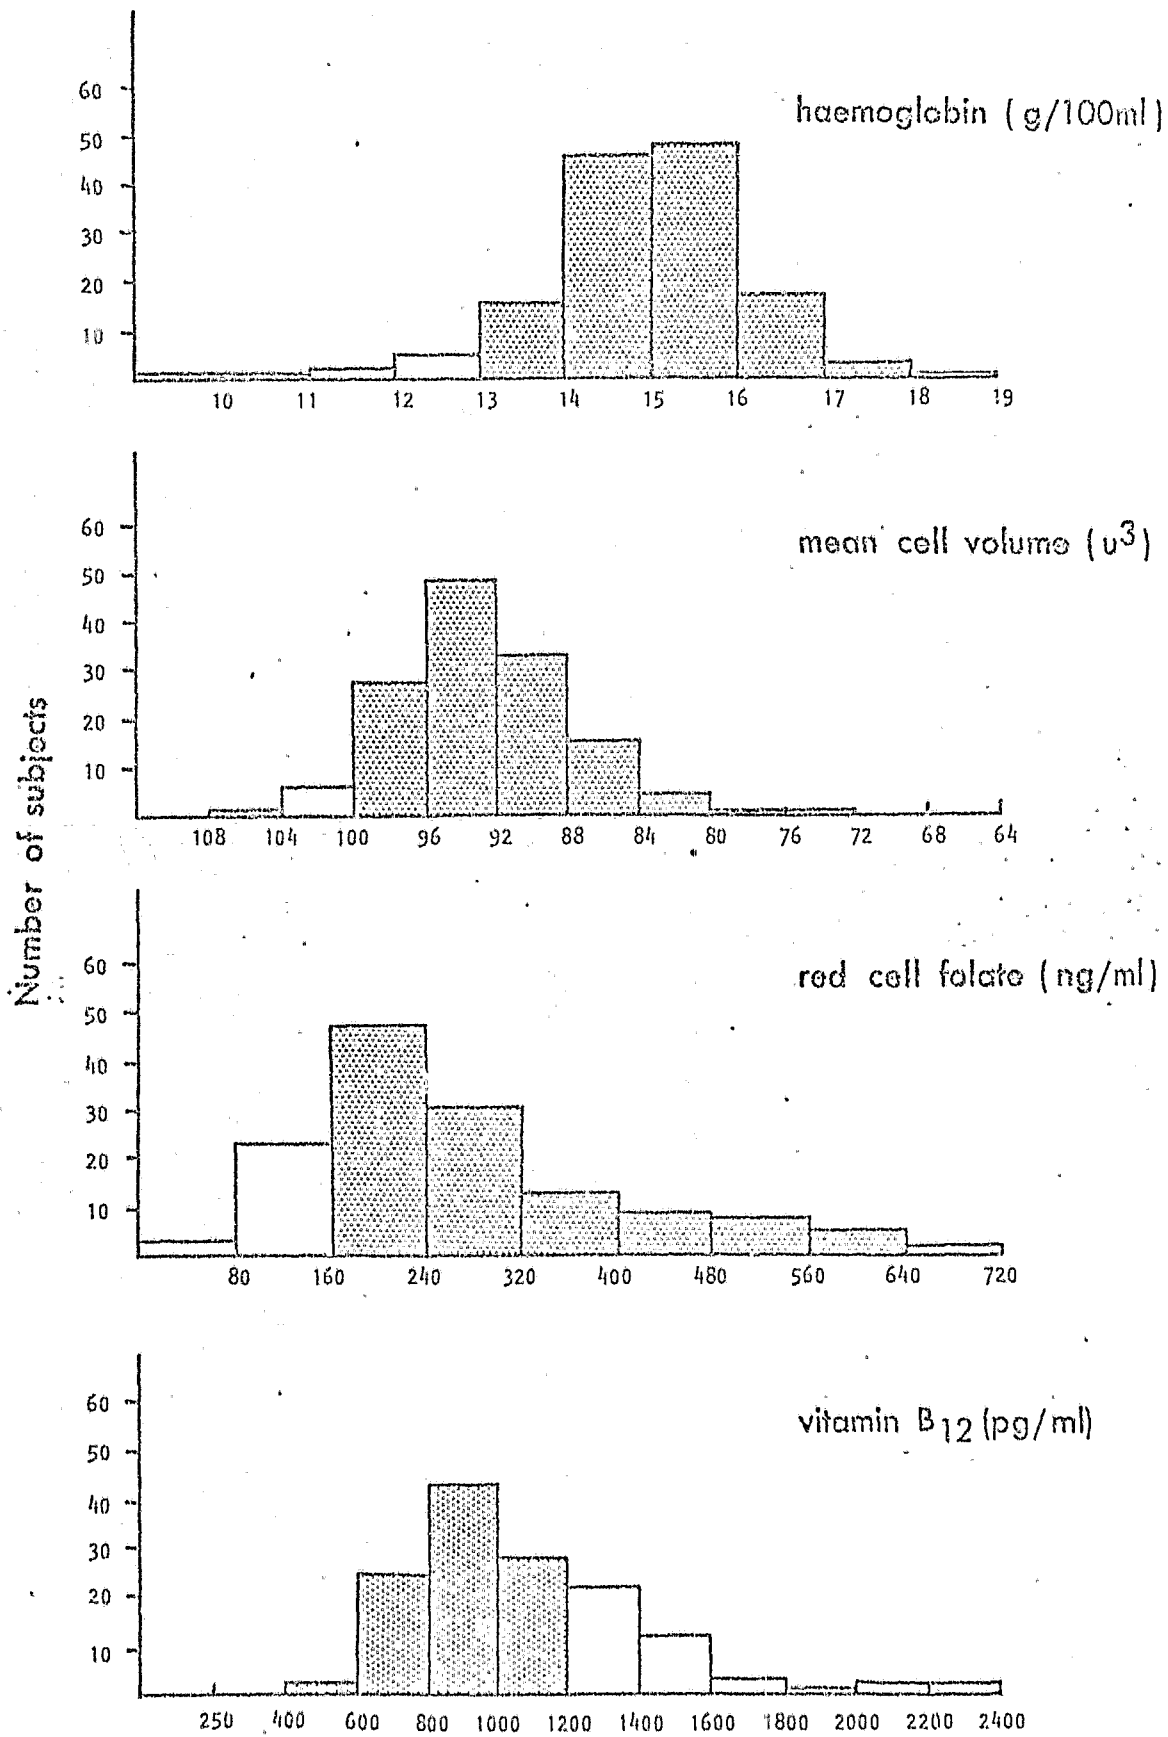 Number of subjects
haemoglobin (g/100ml)
60
50
40
30
20
10
10 11 12 13 14 15 16 17 18 19
mean cell volume (u³)
60
50
40
30
20
10
108 104 100 96 92 88 84 80 76 72 68 64
red cell folate (ng/ml)
60
50
40
30
20
10
80 160 240 320 400 480 560 640 720
vitamin B12 (pg/ml)
60
50
40
30
20
10
250 400 600 800 1000 1200 1400 1600 1800 2000 2200 2400